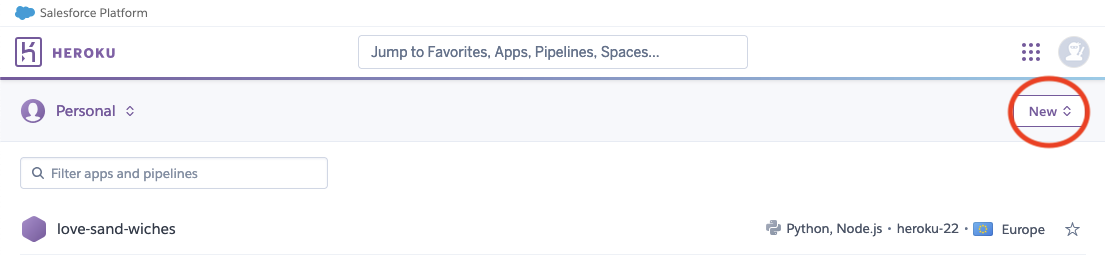 Salesforce Platform
HEROKU
Jump to Favorites, Apps, Pipelines, Spaces...
Personal
New
Filter apps and pipelines
love-sand-wiches
Python, Node.js • heroku-22 • Europe